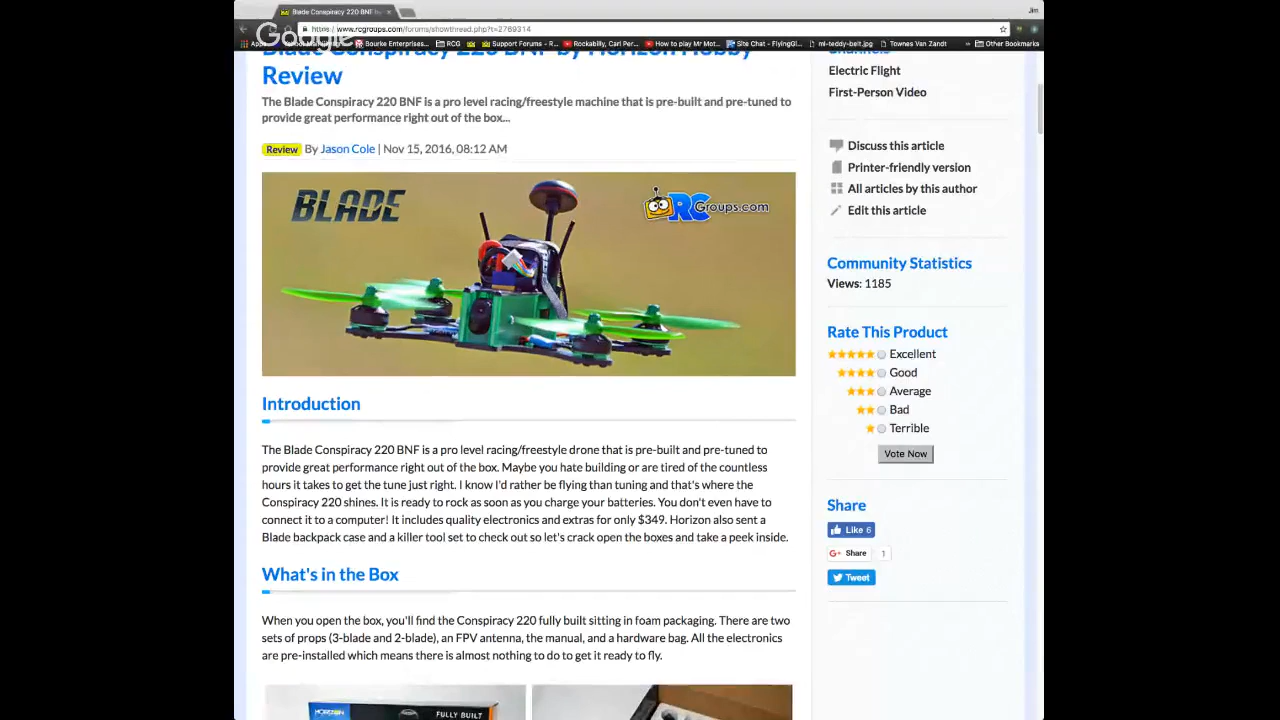 Blade Conspiracy 220 BNF
Jim
https://www.rcgroups.com/forums/showthread.php?t=2769314
Google
Apps
Bourke Enterprises...
RCG
Support Forums - R...
Rockabilly, Carl Per...
How to play Mr Mot...
Site Chat - FlyingGi...
ml-teddy-belt.jpg
Townes Van Zandt
Other Bookmarks
Blade Conspiracy 220 BNF by Horizon Hobby
Review
The Blade Conspiracy 220 BNF is a pro level racing/freestyle machine that is pre-built and pre-tuned to
provide great performance right out of the box...
Review By Jason Cole | Nov 15, 2016, 08:12 AM
BLADE
RCGroups.com
Introduction
The Blade Conspiracy 220 BNF is a pro level racing/freestyle drone that is pre-built and pre-tuned to
provide great performance right out of the box. Maybe you hate building or are tired of the countless
hours it takes to get the tune just right. I know I'd rather be flying than tuning and that's where the
Conspiracy 220 shines. It is ready to rock as soon as you charge your batteries. You don't even have to
connect it to a computer! It includes quality electronics and extras for only $349. Horizon also sent a
Blade backpack case and a killer tool set to check out so let's crack open the boxes and take a peek inside.
What's in the Box
When you open the box, you'll find the Conspiracy 220 fully built sitting in foam packaging. There are two
sets of props (3-blade and 2-blade), an FPV antenna, the manual, and a hardware bag. All the electronics
are pre-installed which means there is almost nothing to do to get it ready to fly.
HORIZON
FULLY BUILT
Channels
Electric Flight
First-Person Video
Discuss this article
Printer-friendly version
All articles by this author
Edit this article
Community Statistics
Views: 1185
Rate This Product
Excellent
Good
Average
Bad
Terrible
Vote Now
Share
Like 6
G+ Share 1
Tweet